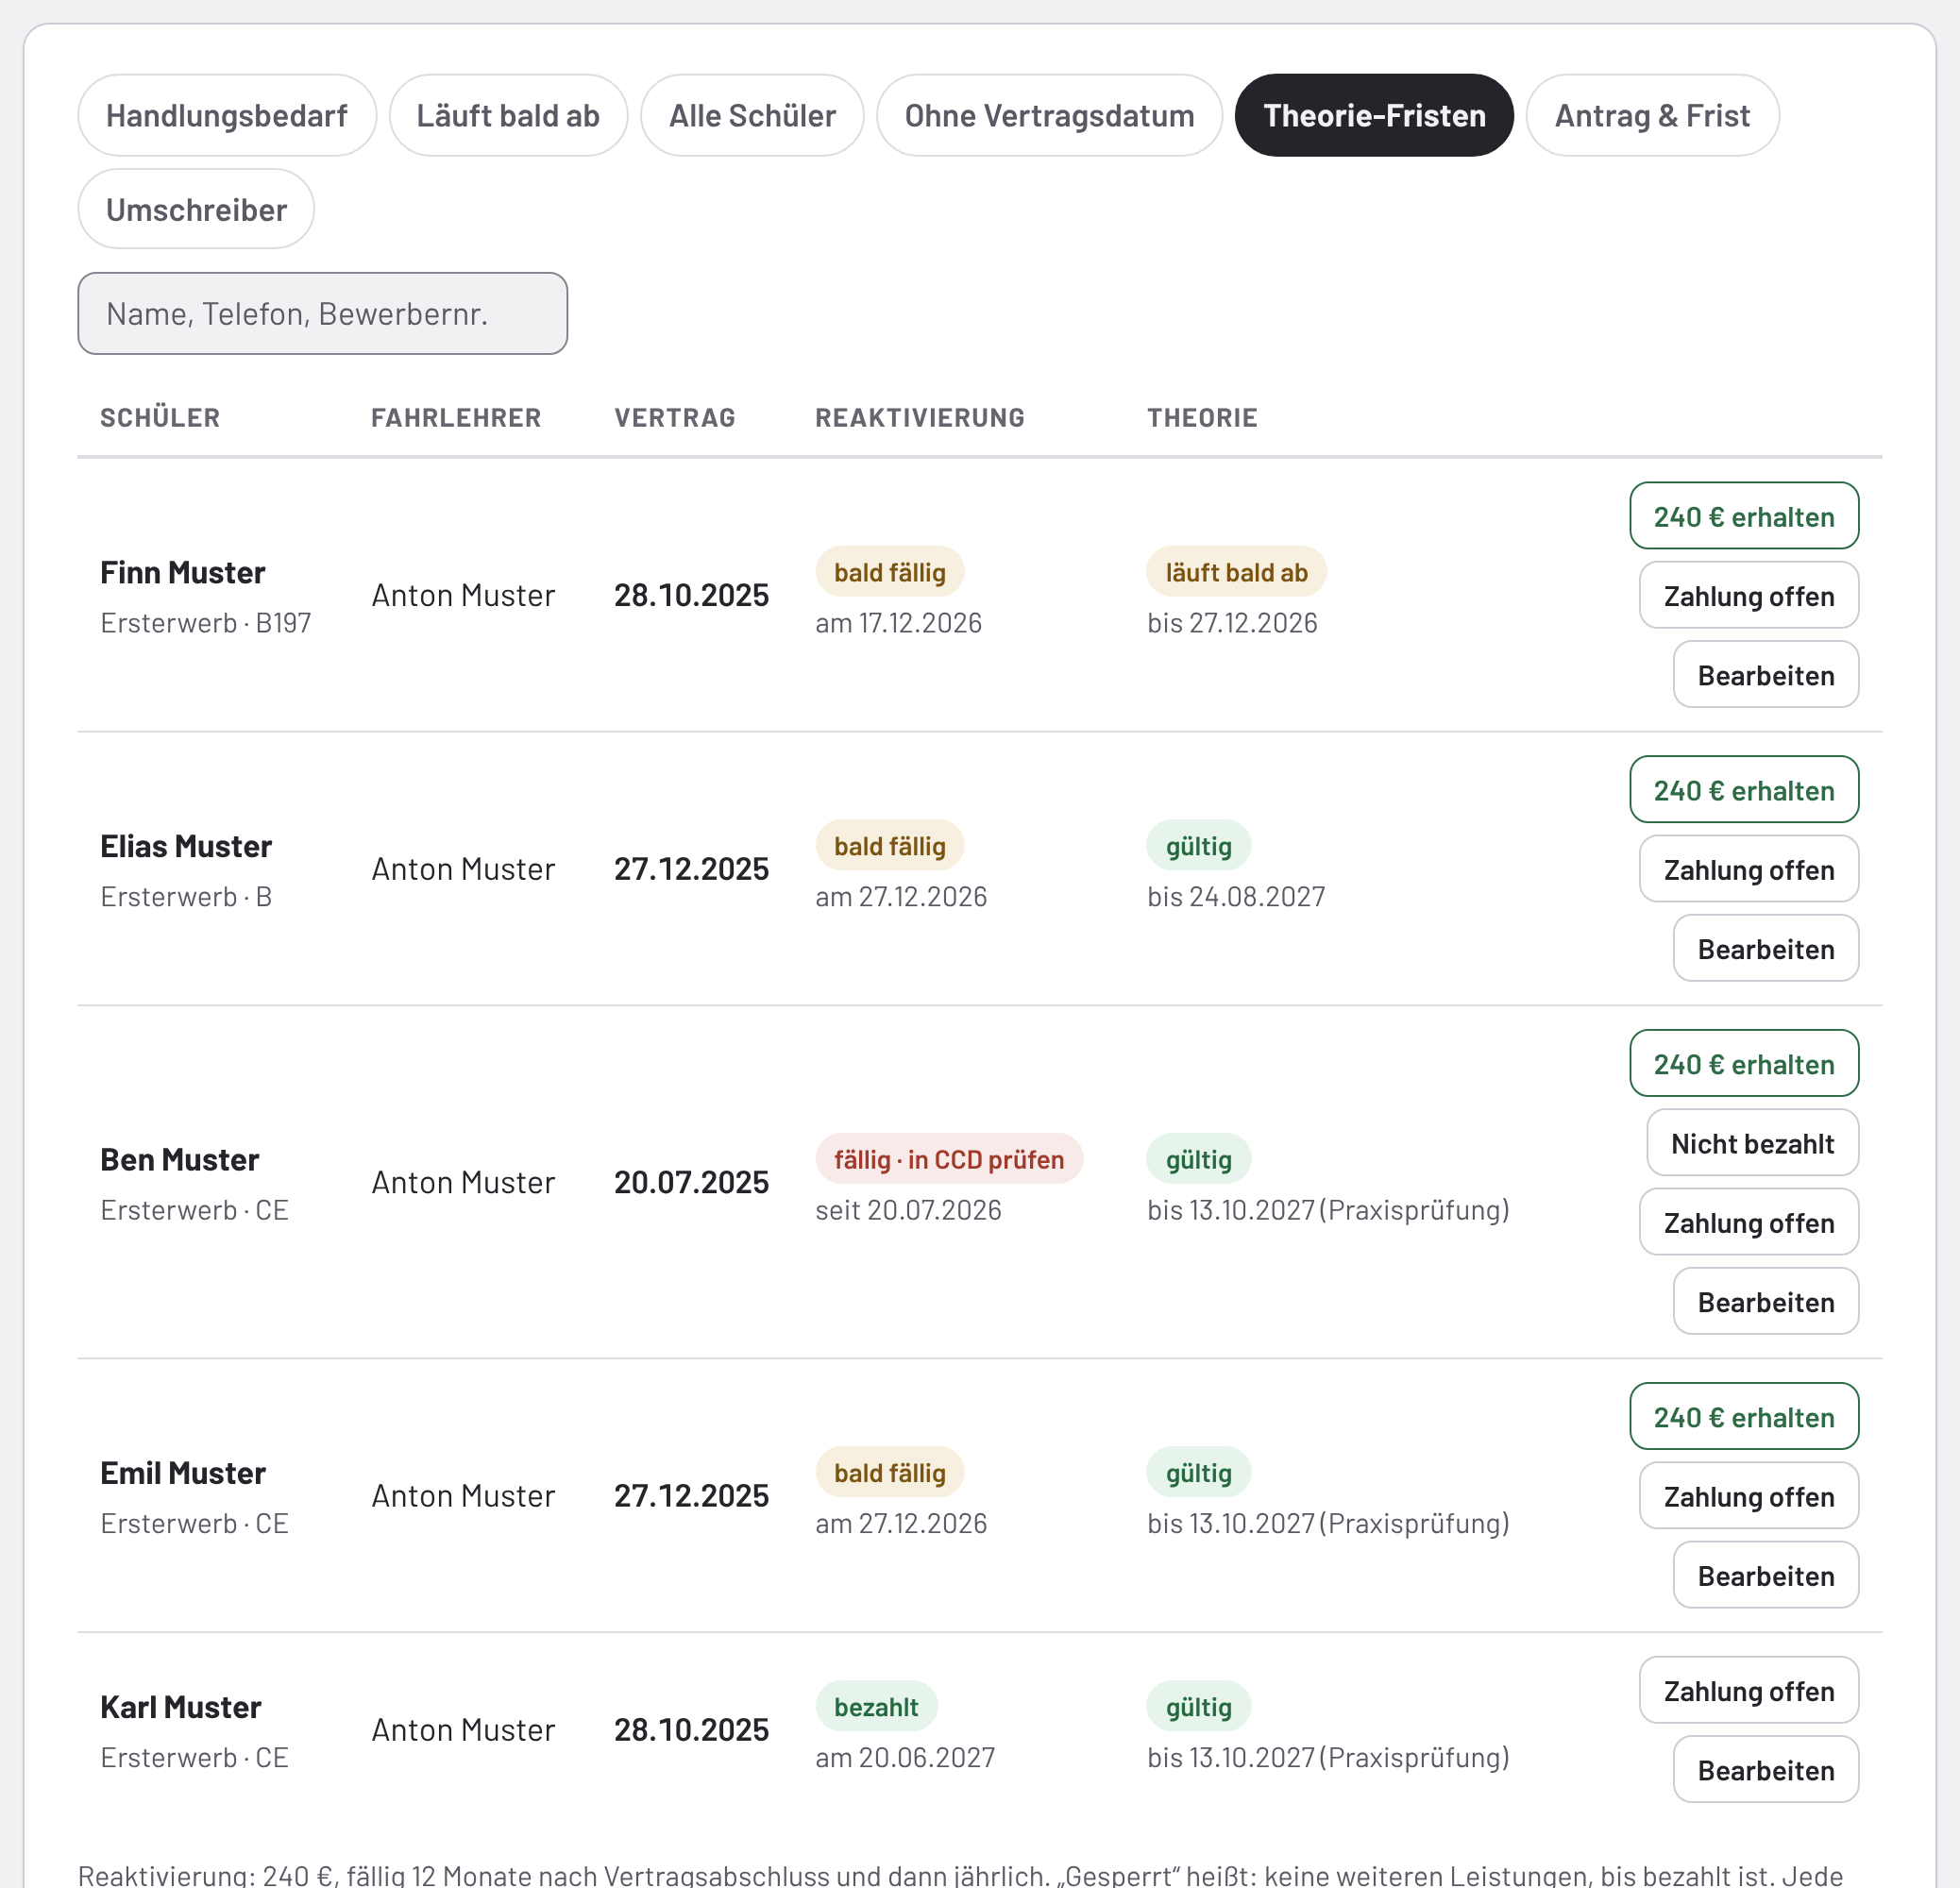 Handlungsbedarf Läuft bald ab Alle Schüler Ohne Vertragsdatum Theorie-Fristen Antrag & Frist
Umschreiber
Name, Telefon, Bewerbernr.
SCHÜLER FAHRLEHRER VERTRAG REAKTIVIERUNG THEORIE
240 € erhalten
Finn Muster
Ersterwerb · B197
Anton Muster
28.10.2025
bald fällig
am 17.12.2026
läuft bald ab
bis 27.12.2026
Zahlung offen
Bearbeiten
240 € erhalten
Elias Muster
Ersterwerb · B
Anton Muster
27.12.2025
bald fällig
am 27.12.2026
gültig
bis 24.08.2027
Zahlung offen
Bearbeiten
240 € erhalten
Nicht bezahlt
Ben Muster
Ersterwerb · CE
Anton Muster
20.07.2025
fällig · in CCD prüfen
seit 20.07.2026
gültig
bis 13.10.2027 (Praxisprüfung)
Zahlung offen
Bearbeiten
240 € erhalten
Emil Muster
Ersterwerb · CE
Anton Muster
27.12.2025
bald fällig
am 27.12.2026
gültig
bis 13.10.2027 (Praxisprüfung)
Zahlung offen
Bearbeiten
Karl Muster
Ersterwerb · CE
Anton Muster
28.10.2025
bezahlt
am 20.06.2027
gültig
bis 13.10.2027 (Praxisprüfung)
Zahlung offen
Bearbeiten
Reaktivierung: 240 €, fällig 12 Monate nach Vertragsabschluss und dann jährlich. „Gesperrt“ heißt: keine weiteren Leistungen, bis bezahlt ist. Jede